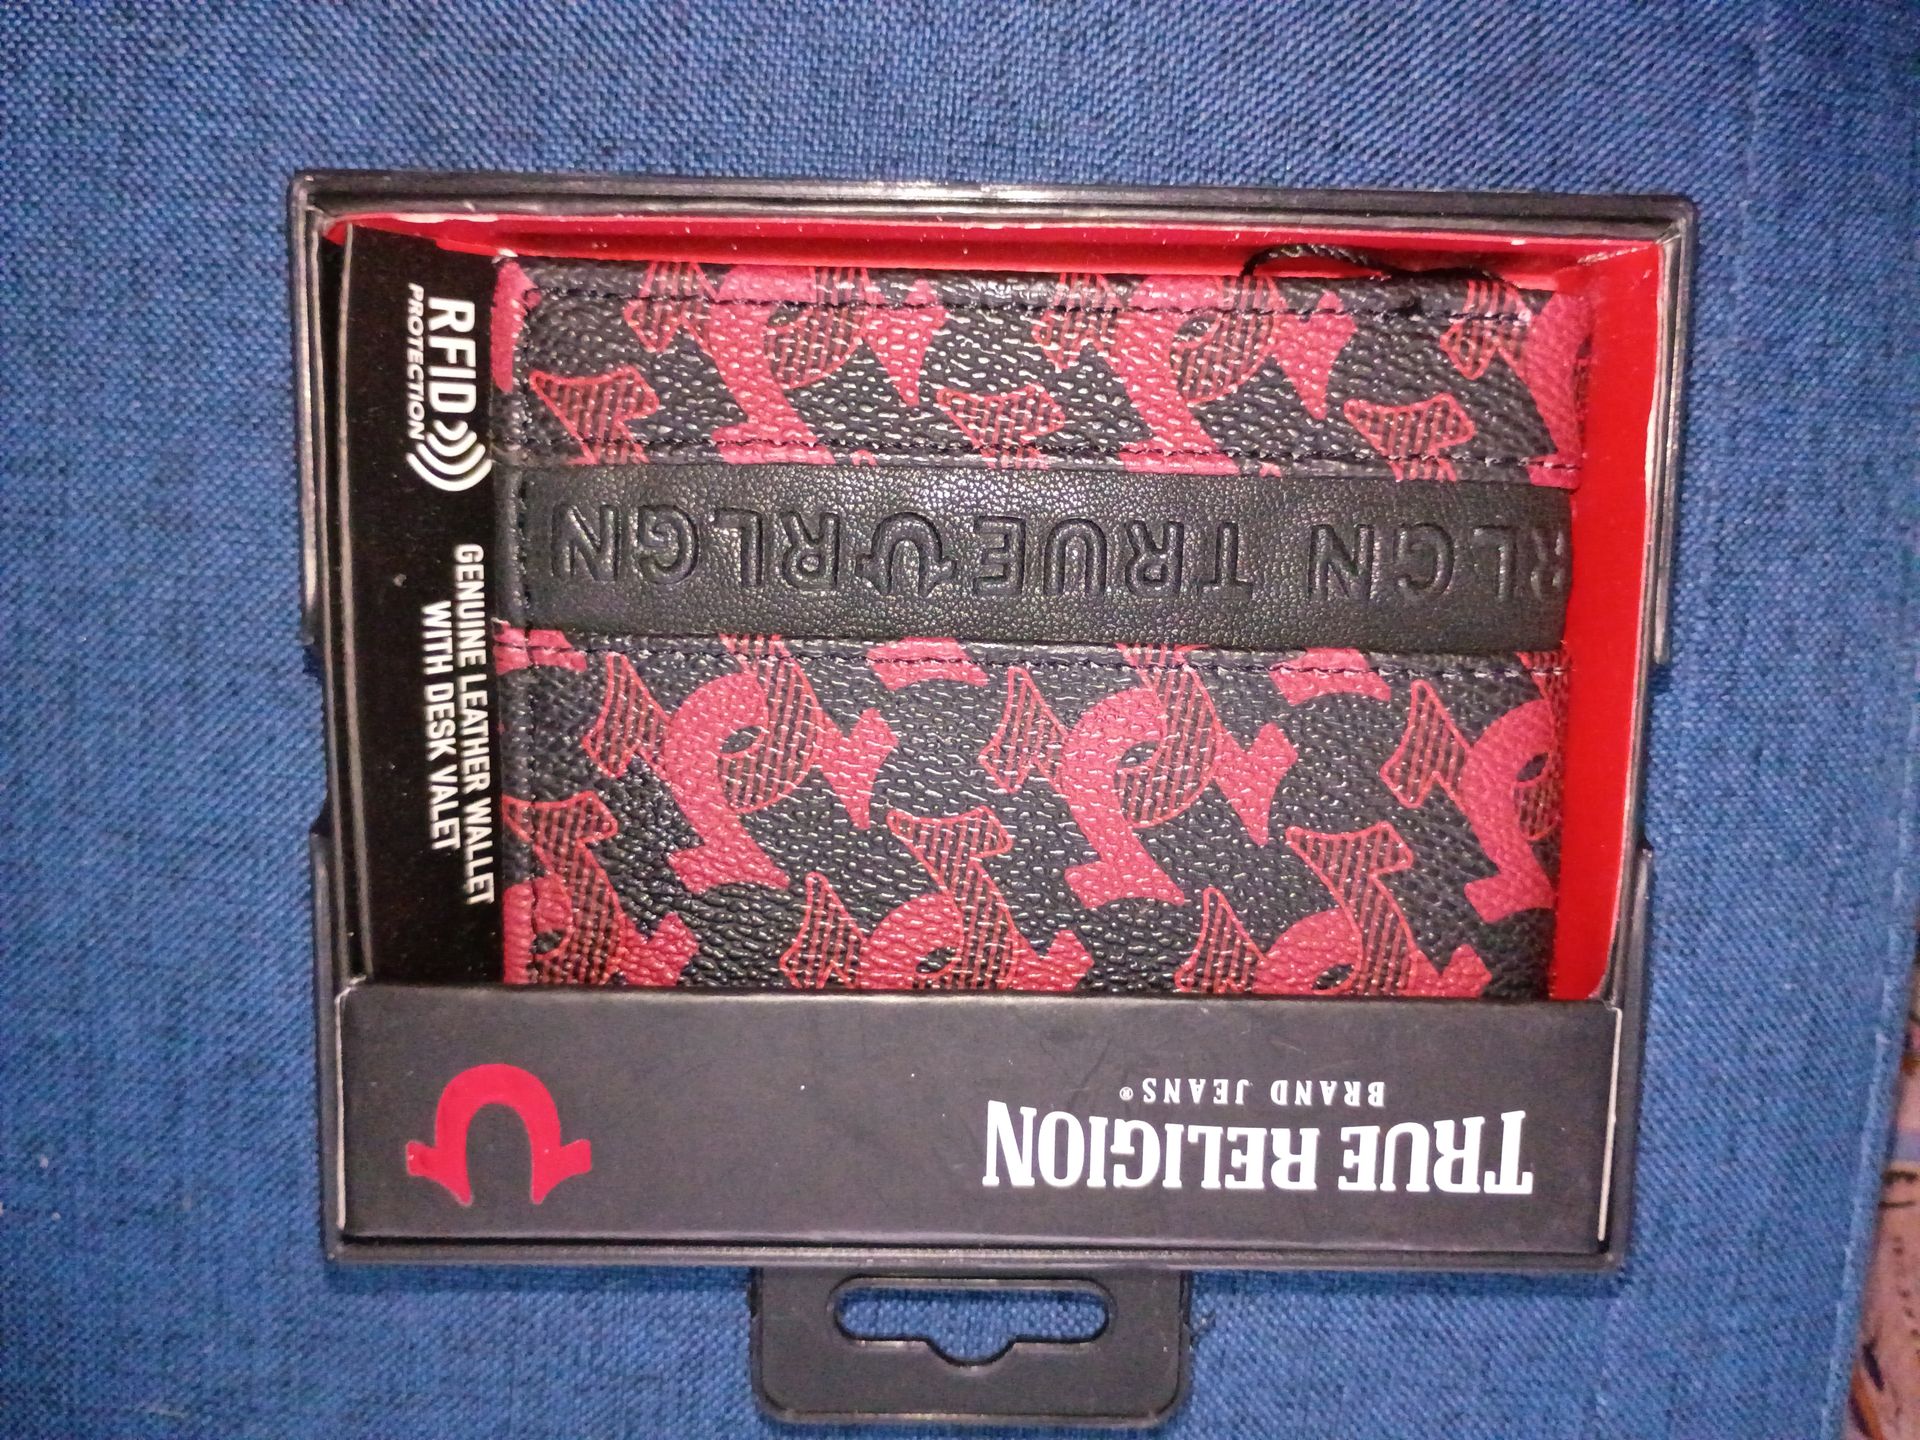 TRUE RELIGION
BRAND JEANS®
RLGN TRUE RLGN
RFID
PROTECTION
GENUINE LEATHER WALLET
WITH DESK VALET